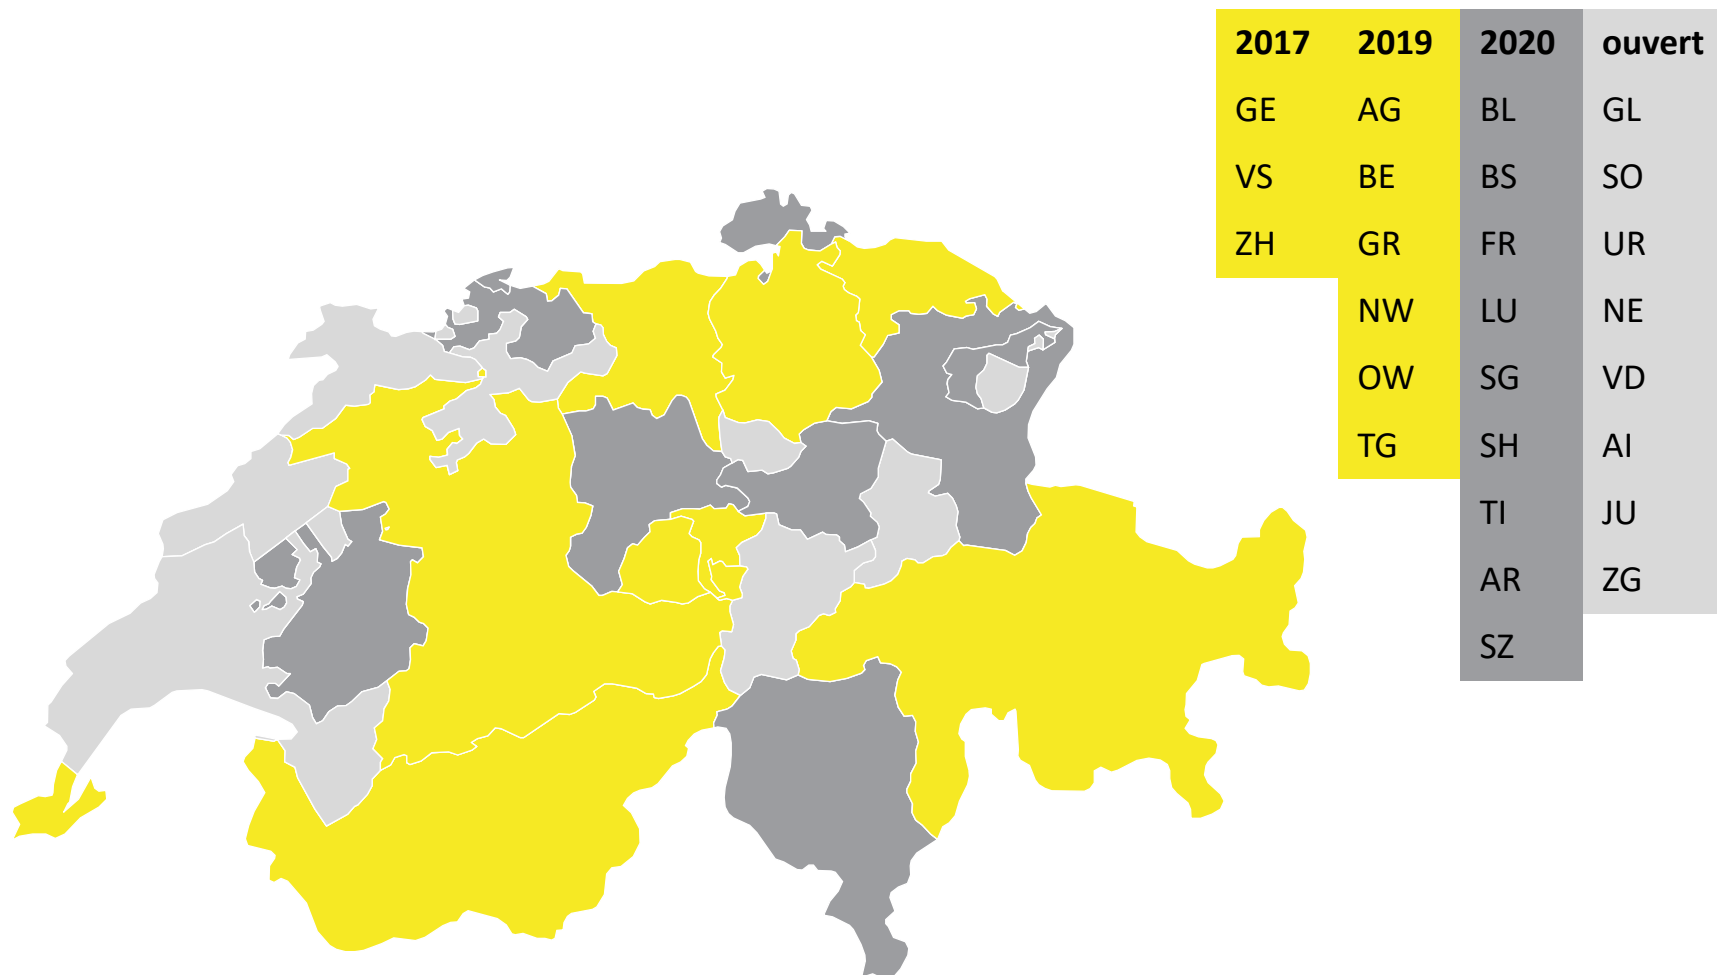 2017 2019 2020 ouvert
GE AG BL GL
VS BE BS SO
ZH GR FR UR
NW LU NE
OW SG VD
TG SH AI
TI JU
AR ZG
SZ